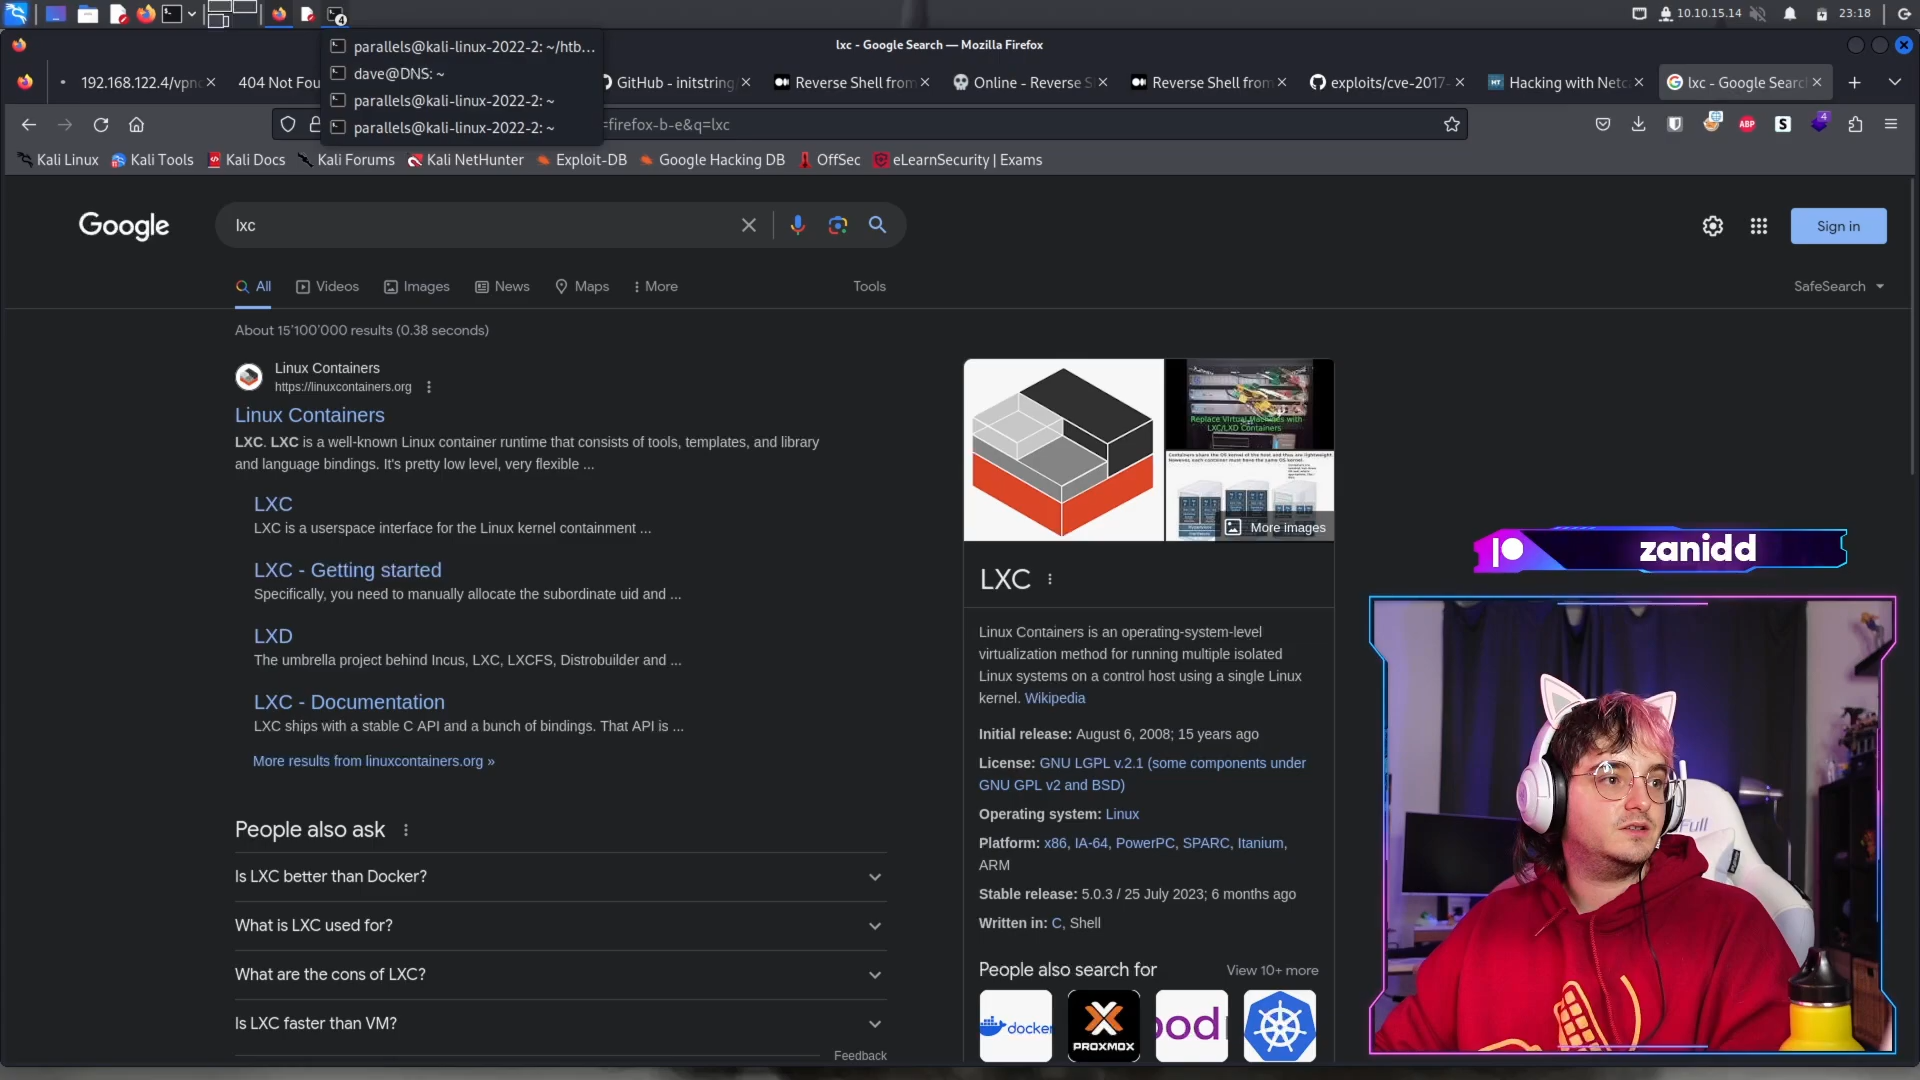 4
10.10.15.14
23:18
parallels@kali-linux-2022-2: ~/htb...
dave@DNS: ~
parallels@kali-linux-2022-2: ~
parallels@kali-linux-2022-2: ~
lxc - Google Search — Mozilla Firefox
192.168.122.4/vpnc
404 Not Fou
GitHub - initstring
Reverse Shell from
Online - Reverse S
Reverse Shell from
exploits/cve-2017-
HT
Hacking with Netc
lxc - Google Search
=firefox-b-e&q=lxc
ABP
S
4
Kali Linux
Kali Tools
Kali Docs
Kali Forums
Kali NetHunter
Exploit-DB
Google Hacking DB
OffSec
eLearnSecurity | Exams
Google
lxc
Sign in
All
Videos
Images
News
Maps
More
Tools
SafeSearch
About 15’100’000 results (0.38 seconds)
Linux Containers
https://linuxcontainers.org
Linux Containers
LXC. LXC is a well-known Linux container runtime that consists of tools, templates, and library
and language bindings. It's pretty low level, very flexible ...
LXC
LXC is a userspace interface for the Linux kernel containment ...
LXC - Getting started
Specifically, you need to manually allocate the subordinate uid and ...
LXD
The umbrella project behind Incus, LXC, LXCFS, Distrobuilder and ...
LXC - Documentation
LXC ships with a stable C API and a bunch of bindings. That API is ...
More results from linuxcontainers.org »
People also ask
Is LXC better than Docker?
What is LXC used for?
What are the cons of LXC?
Is LXC faster than VM?
Feedback
Replace Virtual Machines with
LXC/LXD Containers
More images
LXC
Linux Containers is an operating-system-level
virtualization method for running multiple isolated
Linux systems on a control host using a single Linux
kernel. Wikipedia
Initial release: August 6, 2008; 15 years ago
License: GNU LGPL v.2.1 (some components under
GNU GPL v2 and BSD)
Operating system: Linux
Platform: x86, IA-64, PowerPC, SPARC, Itanium,
ARM
Stable release: 5.0.3 / 25 July 2023; 6 months ago
Written in: C, Shell
People also search for
View 10+ more
docker
PROXMOX
pod
zanidd